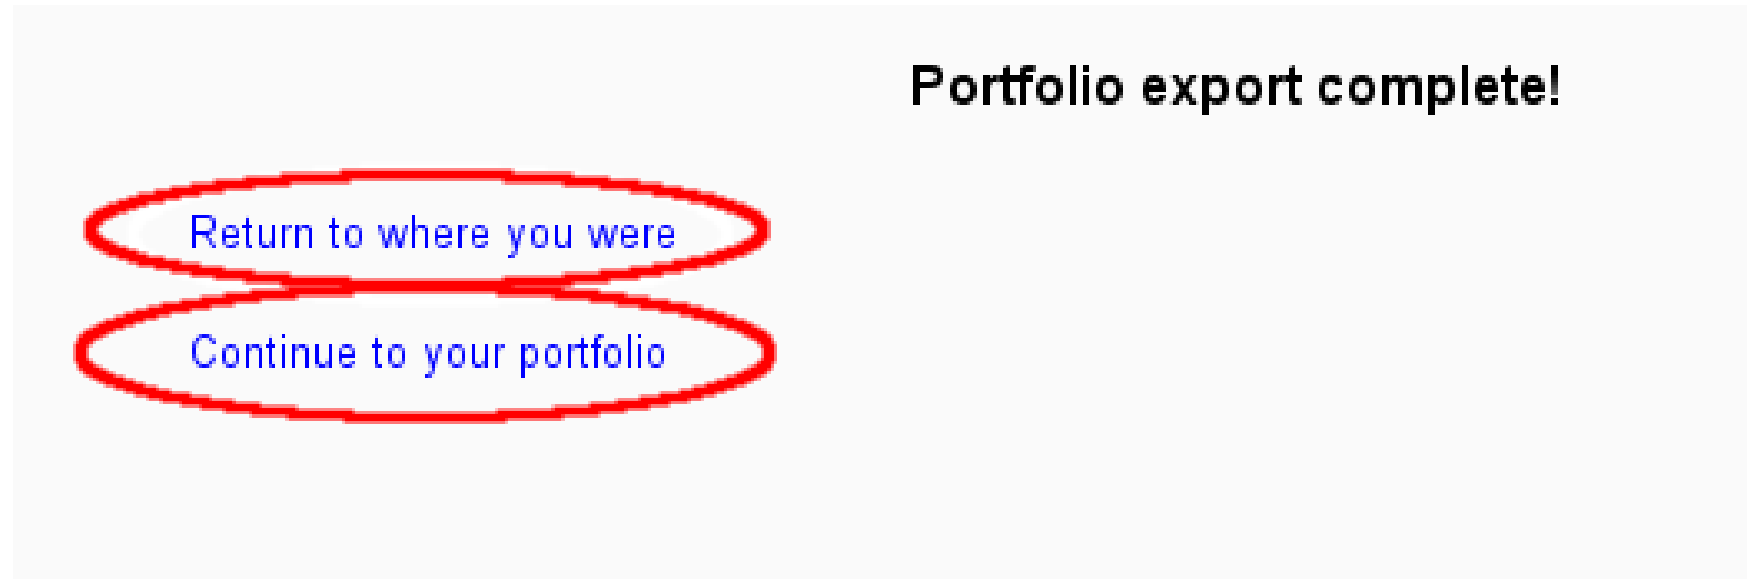 Portfolio export complete!
Return to where you were
Continue to your portfolio